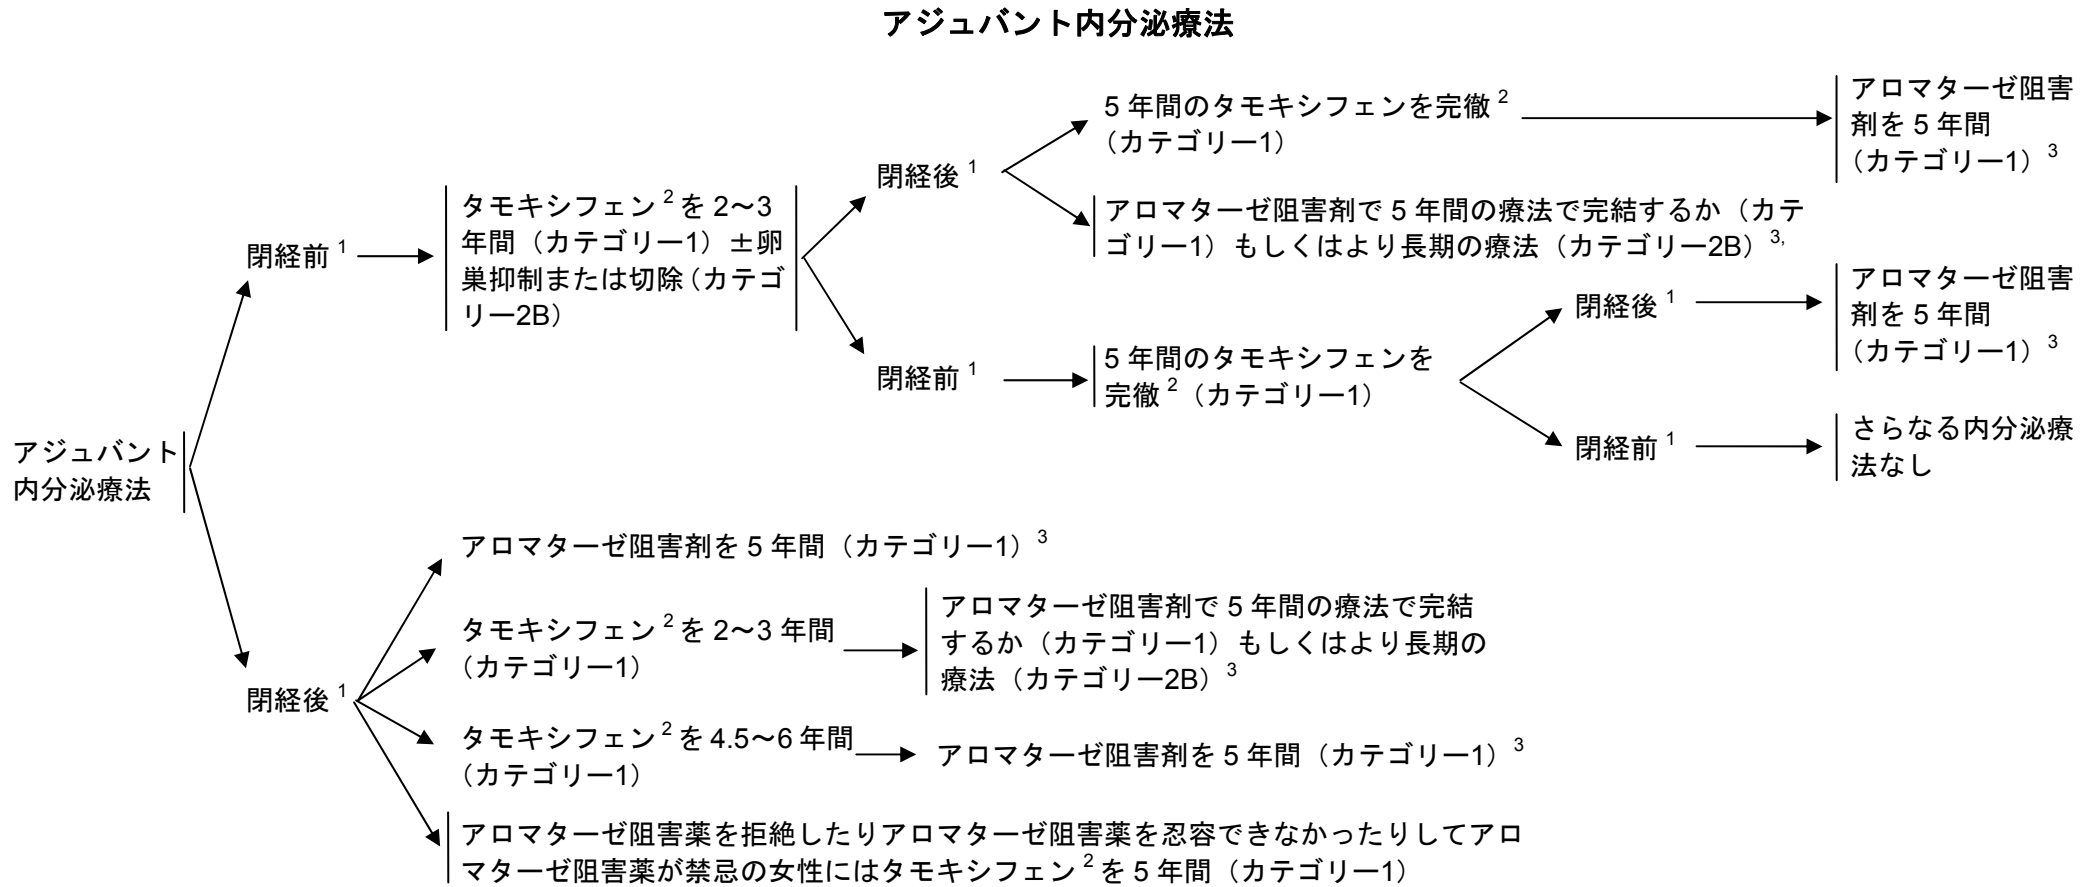 アジュバント内分泌療法
アジュバント
内分泌療法
閉経前 1
タモキシフェン 2 を 2～3
年間（カテゴリー1）±卵
巣抑制または切除（カテゴ
リー2B）
閉経後 1
5 年間のタモキシフェンを完徹 2
（カテゴリー1）
アロマターゼ阻害
剤を 5 年間
（カテゴリー1） 3
アロマターゼ阻害剤で 5 年間の療法で完結するか（カテ
ゴリー1）もしくはより長期の療法（カテゴリー2B） 3,
閉経前 1
5 年間のタモキシフェンを
完徹 2（カテゴリー1）
閉経後 1
アロマターゼ阻害
剤を 5 年間
（カテゴリー1） 3
閉経前 1
さらなる内分泌療
法なし
閉経後 1
アロマターゼ阻害剤を 5 年間（カテゴリー1） 3
タモキシフェン 2 を 2～3 年間
（カテゴリー1）
アロマターゼ阻害剤で 5 年間の療法で完結
するか（カテゴリー1）もしくはより長期の
療法（カテゴリー2B） 3
タモキシフェン 2 を 4.5～6 年間
（カテゴリー1）
アロマターゼ阻害剤を 5 年間（カテゴリー1） 3
アロマターゼ阻害薬を拒絶したりアロマターゼ阻害薬を忍容できなかったりしてアロ
マターゼ阻害薬が禁忌の女性にはタモキシフェン 2 を 5 年間（カテゴリー1）